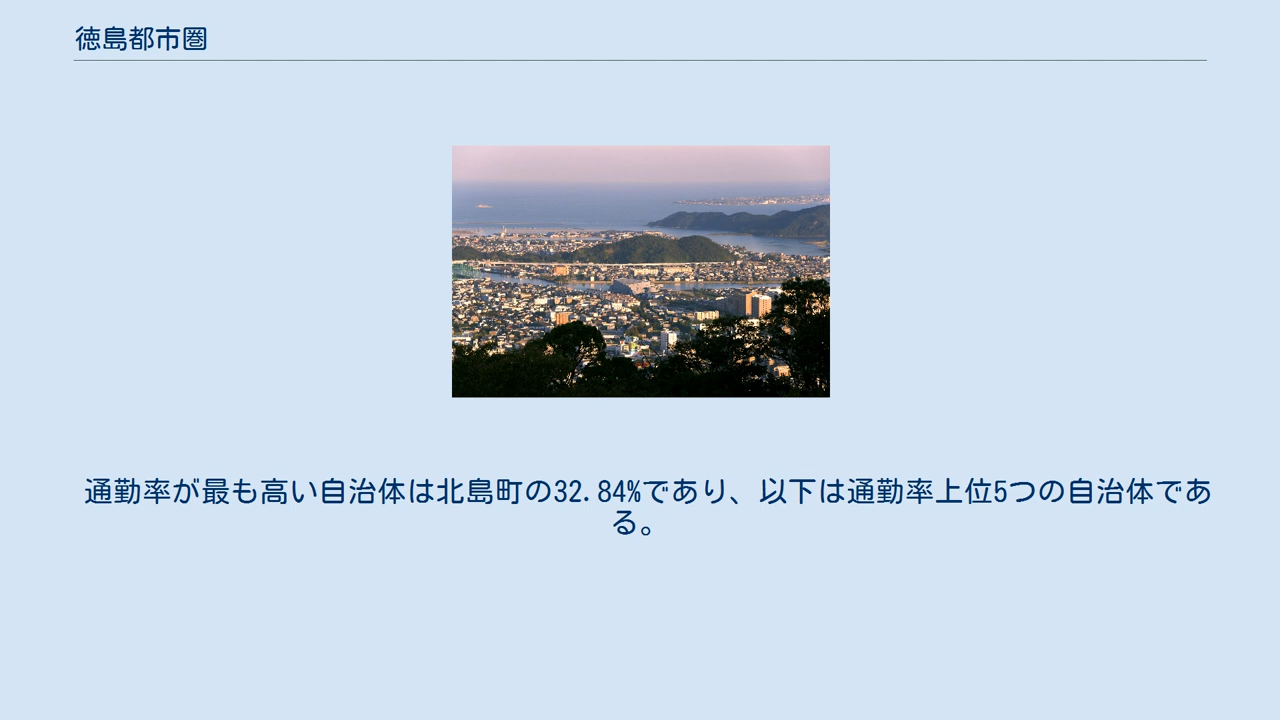 徳島都市圏
通勤率が最も高い自治体は北島町の32.84%であり、以下は通勤率上位5つの自治体であ
る。